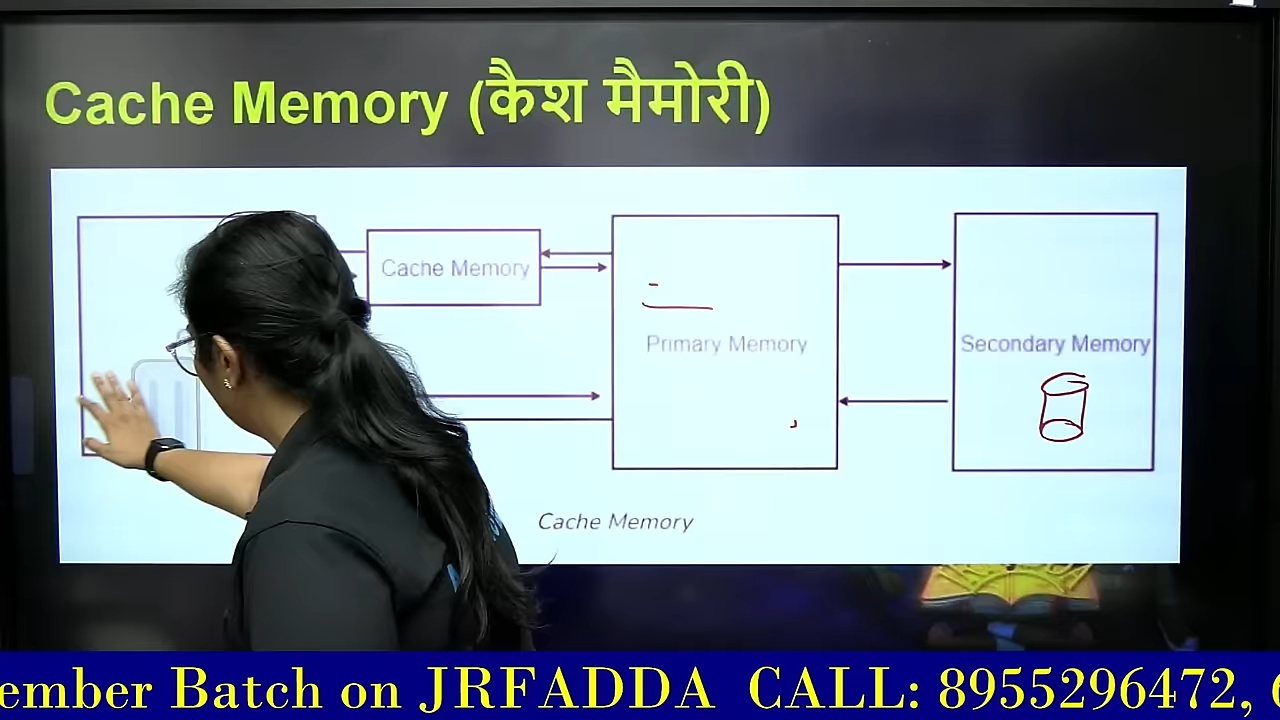 Cache Memory (कैश मैमोरी)
Cache Memory
Primary Memory
Secondary Memory
Cache Memory
ember Batch on JRFADDA CALL: 8955296472,